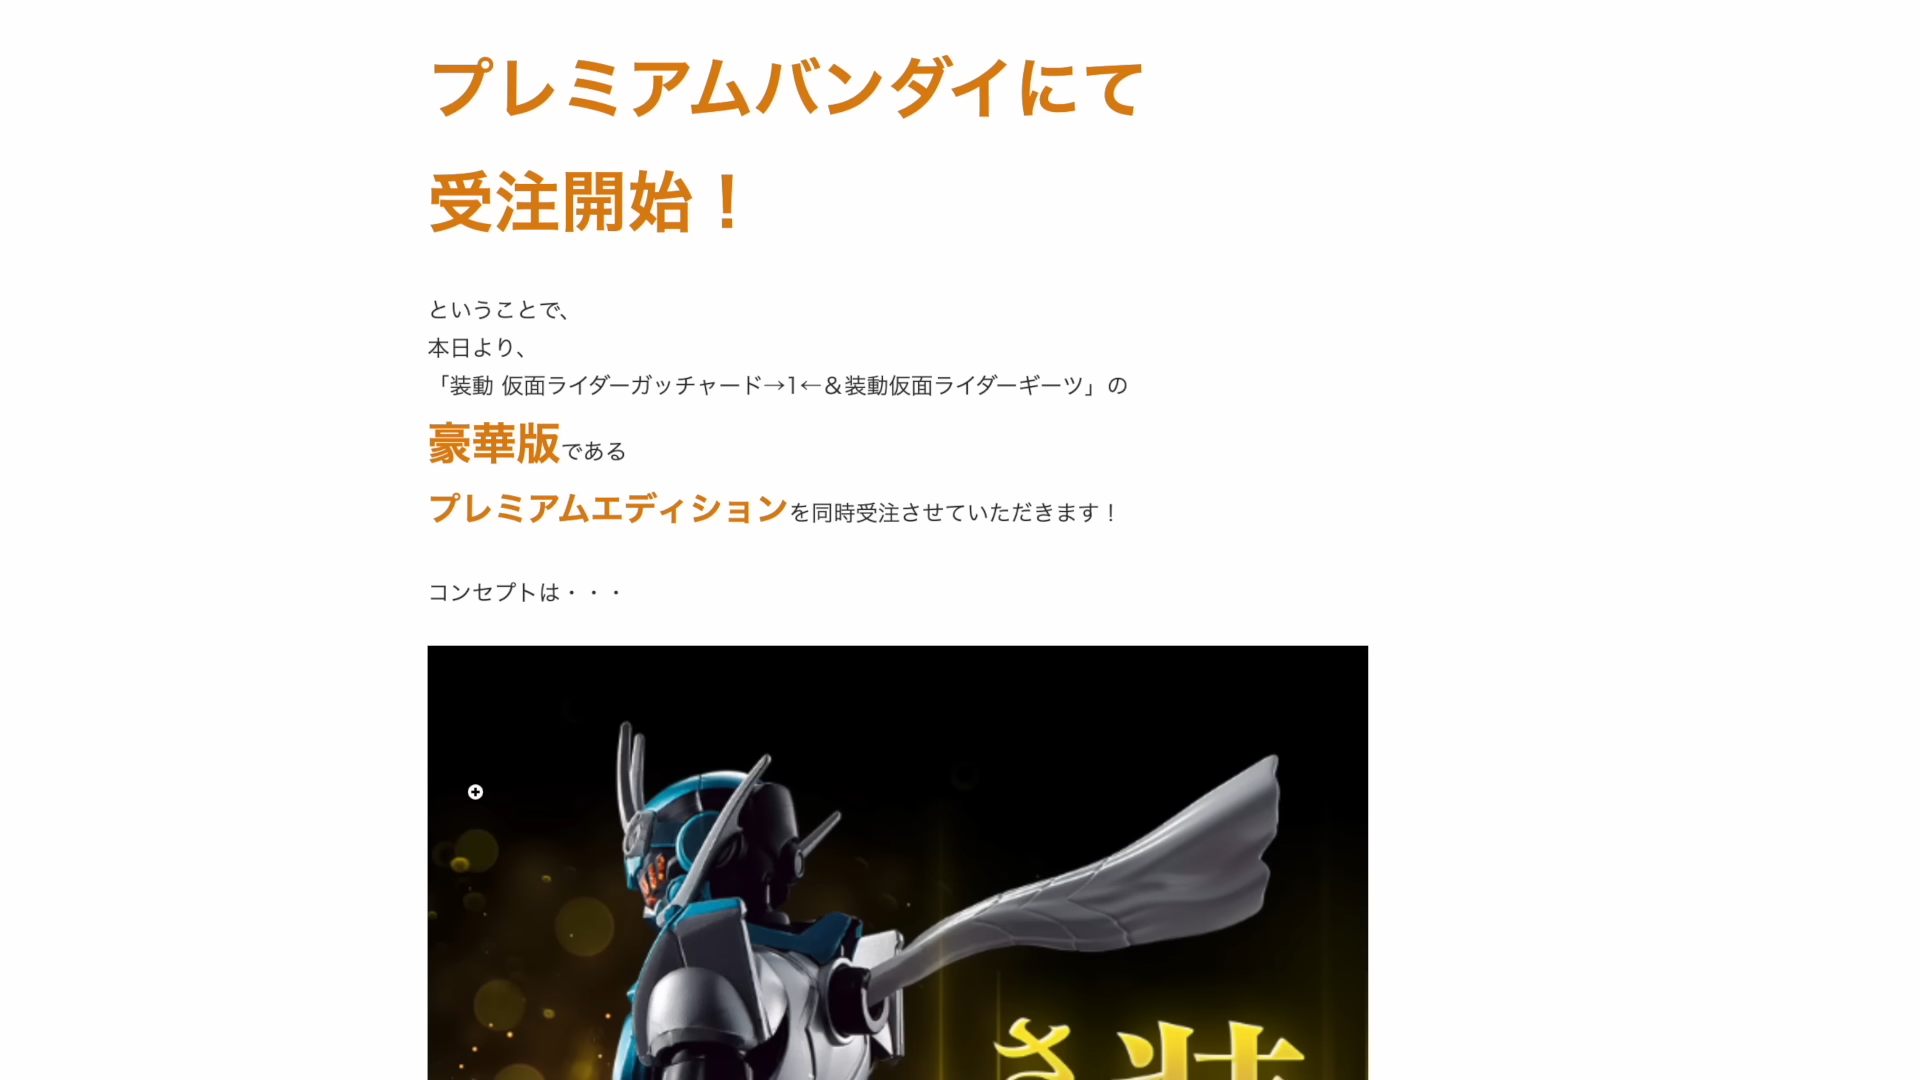 プレミアムバンダイにて
受注開始！
ということで、
本日より、
「装動 仮面ライダーガッチャード→1←＆装動仮面ライダーギーツ」の
豪華版である
プレミアムエディションを同時受注させていただきます！
コンセプトは・・・